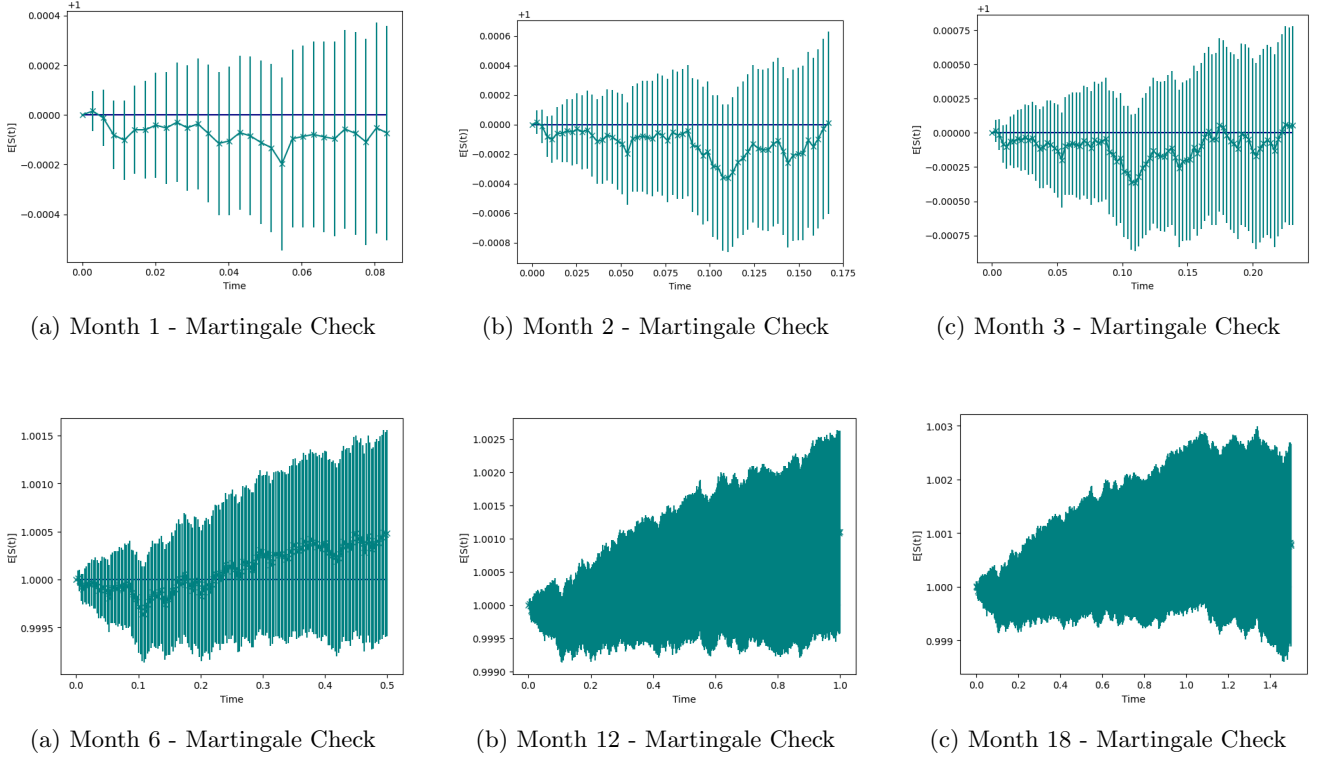 +1
0.0004
0.0002
0.0000
−0.0002
−0.0004
E[S(t)]
0.00 0.02 0.04 0.06 0.08
Time
(a) Month 1 - Martingale Check
+1
0.0006
0.0004
0.0002
0.0000
−0.0002
−0.0004
−0.0006
−0.0008
E[S(t)]
0.000 0.025 0.050 0.075 0.100 0.125 0.150 0.175
Time
(b) Month 2 - Martingale Check
+1
0.00075
0.00050
0.00025
0.00000
−0.00025
−0.00050
−0.00075
E[S(t)]
0.00 0.05 0.10 0.15 0.20
Time
(c) Month 3 - Martingale Check
1.0015
1.0010
1.0005
1.0000
0.9995
E[S(t)]
0.0 0.1 0.2 0.3 0.4 0.5
Time
(a) Month 6 - Martingale Check
1.0025
1.0020
1.0015
1.0010
1.0005
1.0000
0.9995
0.9990
E[S(t)]
0.0 0.2 0.4 0.6 0.8 1.0
Time
(b) Month 12 - Martingale Check
1.003
1.002
1.001
1.000
0.999
E[S(t)]
0.0 0.2 0.4 0.6 0.8 1.0 1.2 1.4
Time
(c) Month 18 - Martingale Check